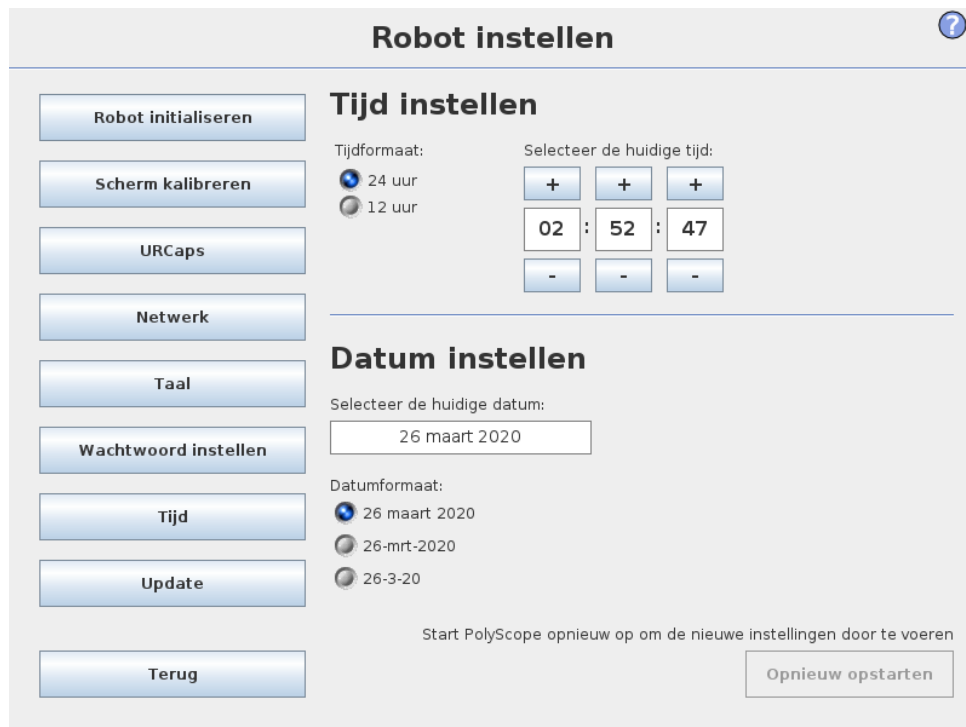 Robot instellen
?
Robot initialiseren
Scherm kalibreren
URCaps
Netwerk
Taal
Wachtwoord instellen
Tijd
Update
Terug
Tijd instellen
Tijdformaat:
24 uur
12 uur
Selecteer de huidige tijd:
+ + +
02 : 52 : 47
- - -
Datum instellen
Selecteer de huidige datum:
26 maart 2020
Datumformaat:
26 maart 2020
26-mrt-2020
26-3-20
Start PolyScope opnieuw op om de nieuwe instellingen door te voeren
Opnieuw opstarten